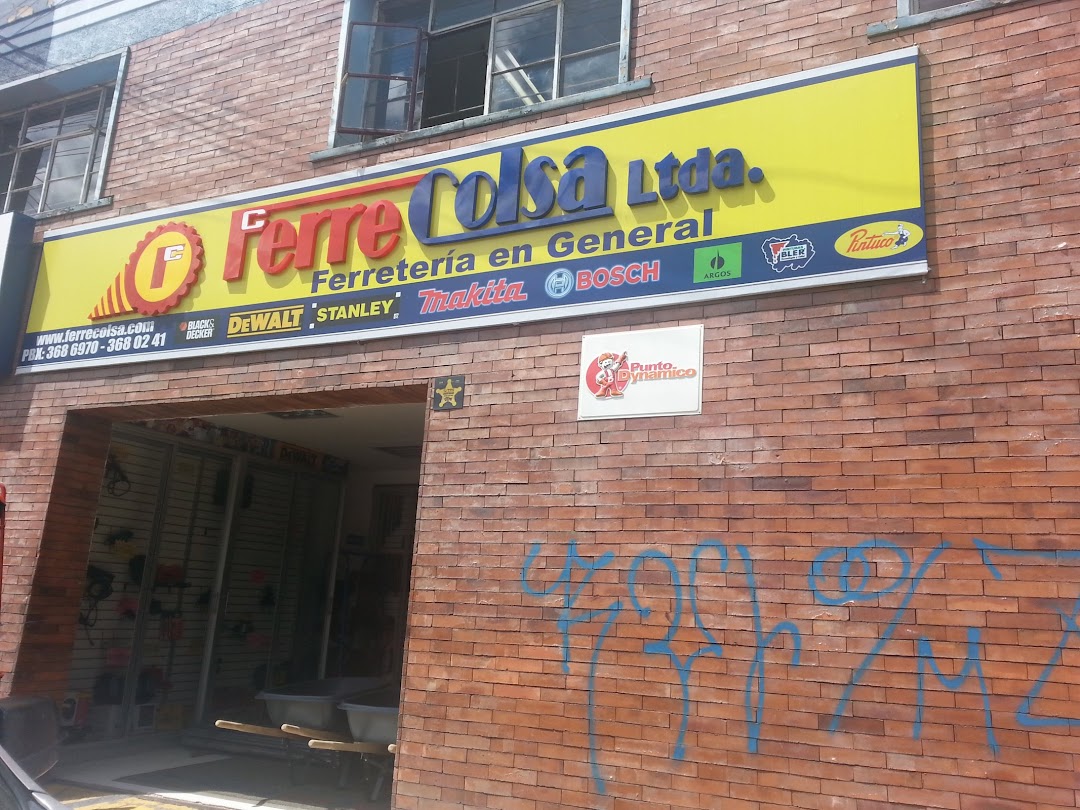 FerreColsa Ltda.
Ferretería en General
www.ferrecolsa.com
PBX: 368 6970 - 368 02 41
BLACK& DECKER
DEWALT
STANLEY
Makita
BOSCH
ARGOS
Pintuco
Punto
Dynamico
DEWALT